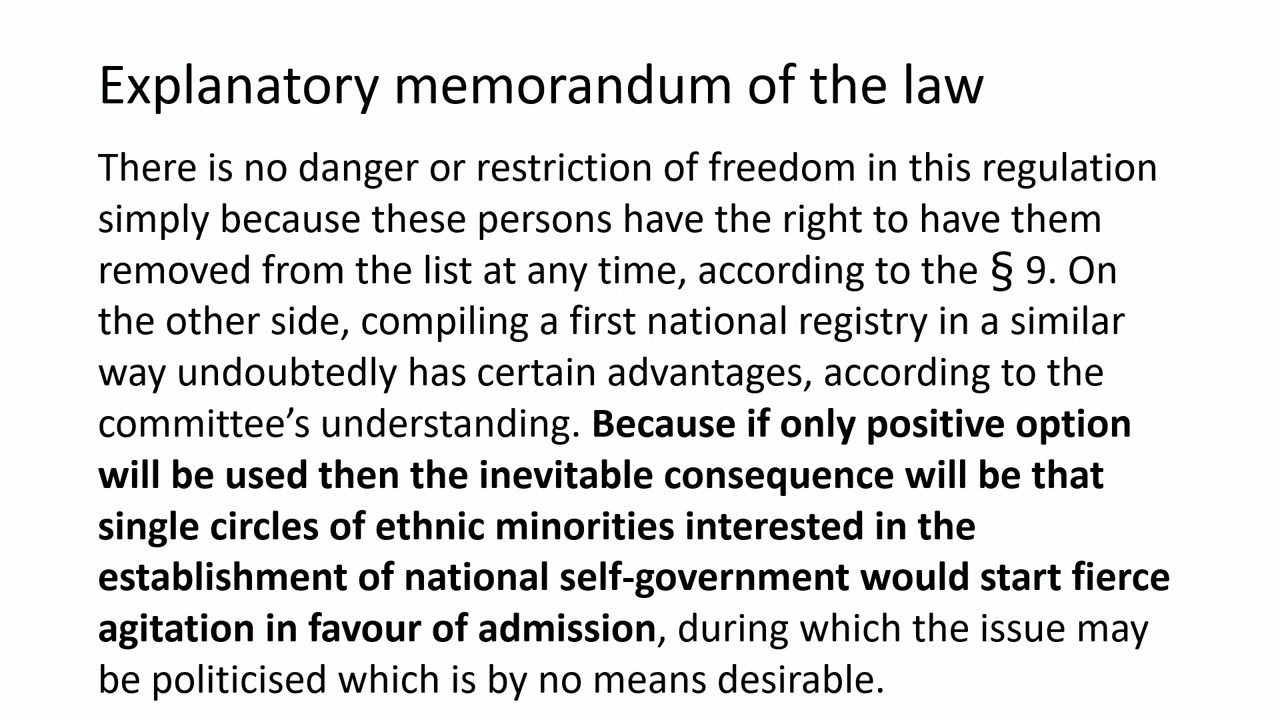 Explanatory memorandum of the law
There is no danger or restriction of freedom in this regulation
simply because these persons have the right to have them
removed from the list at any time, according to the § 9. On
the other side, compiling a first national registry in a similar
way undoubtedly has certain advantages, according to the
committee’s understanding. Because if only positive option
will be used then the inevitable consequence will be that
single circles of ethnic minorities interested in the
establishment of national self-government would start fierce
agitation in favour of admission, during which the issue may
be politicised which is by no means desirable.